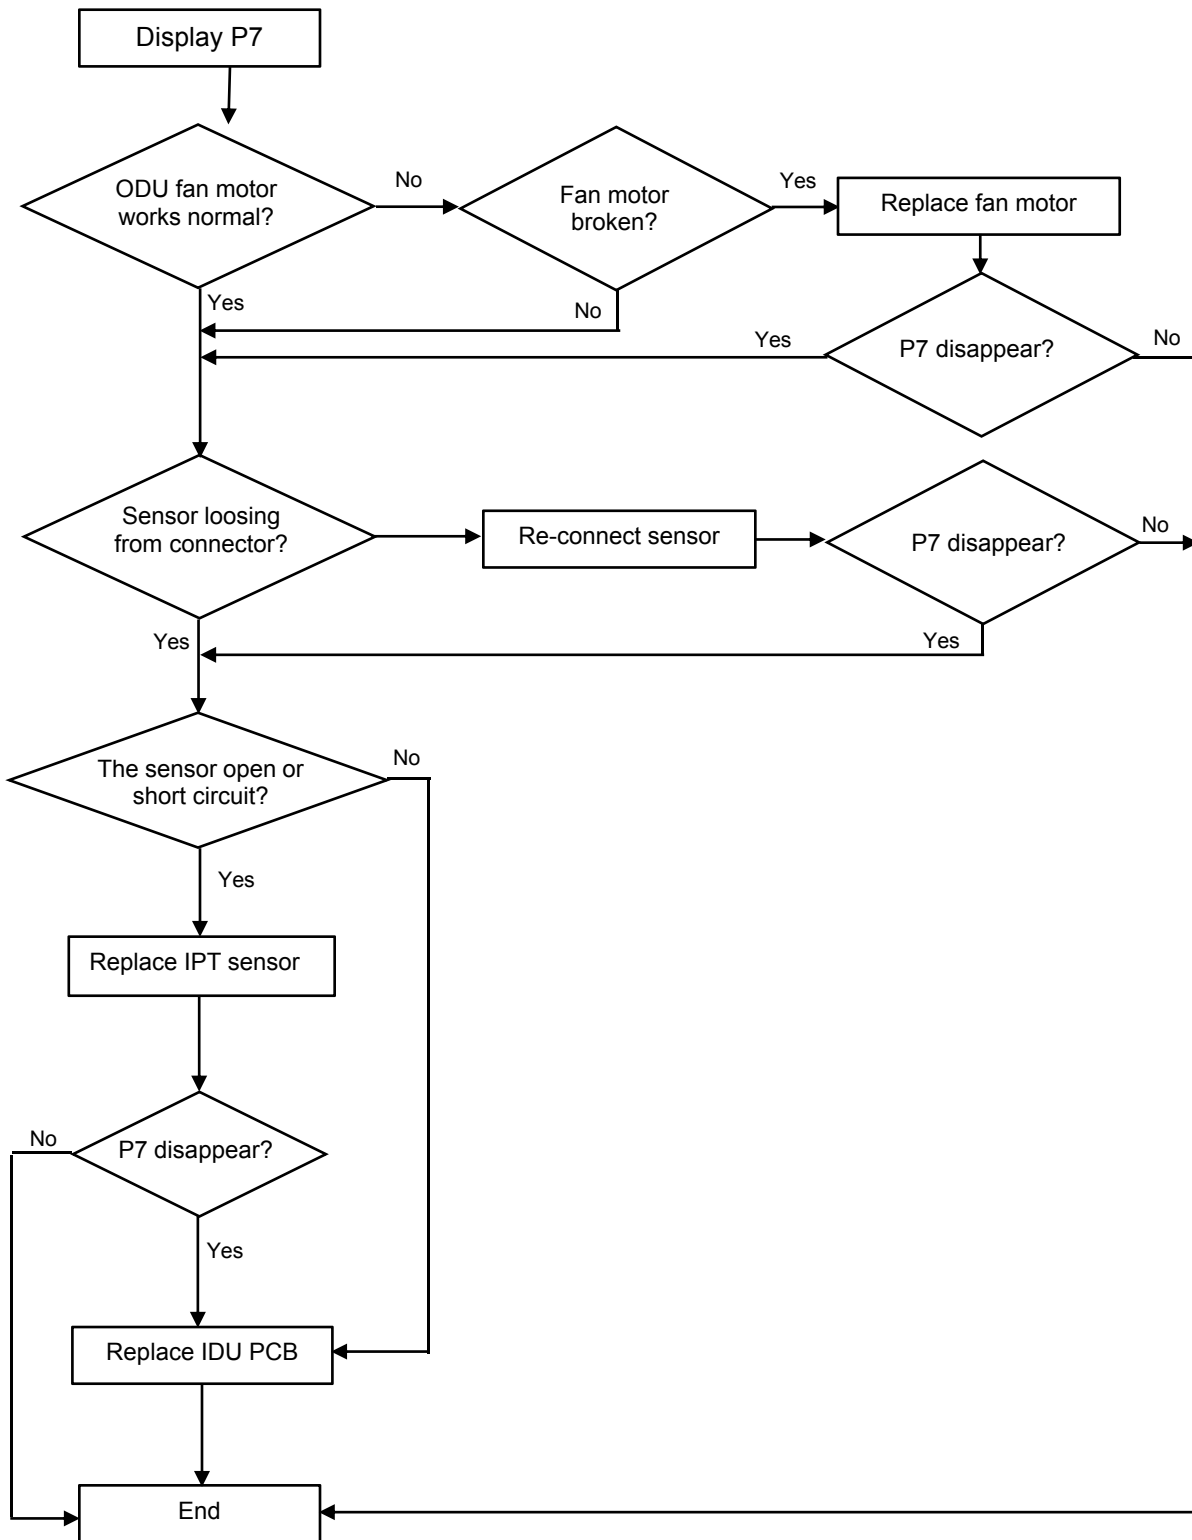 Display P7
ODU fan motor
works normal?
No
Fan motor
broken?
Yes
Replace fan motor
Yes
No
Yes
P7 disappear?
No
Sensor loosing
from connector?
Re-connect sensor
P7 disappear?
No
Yes
Yes
The sensor open or
short circuit?
No
Yes
Replace IPT sensor
No
P7 disappear?
Yes
Replace IDU PCB
End